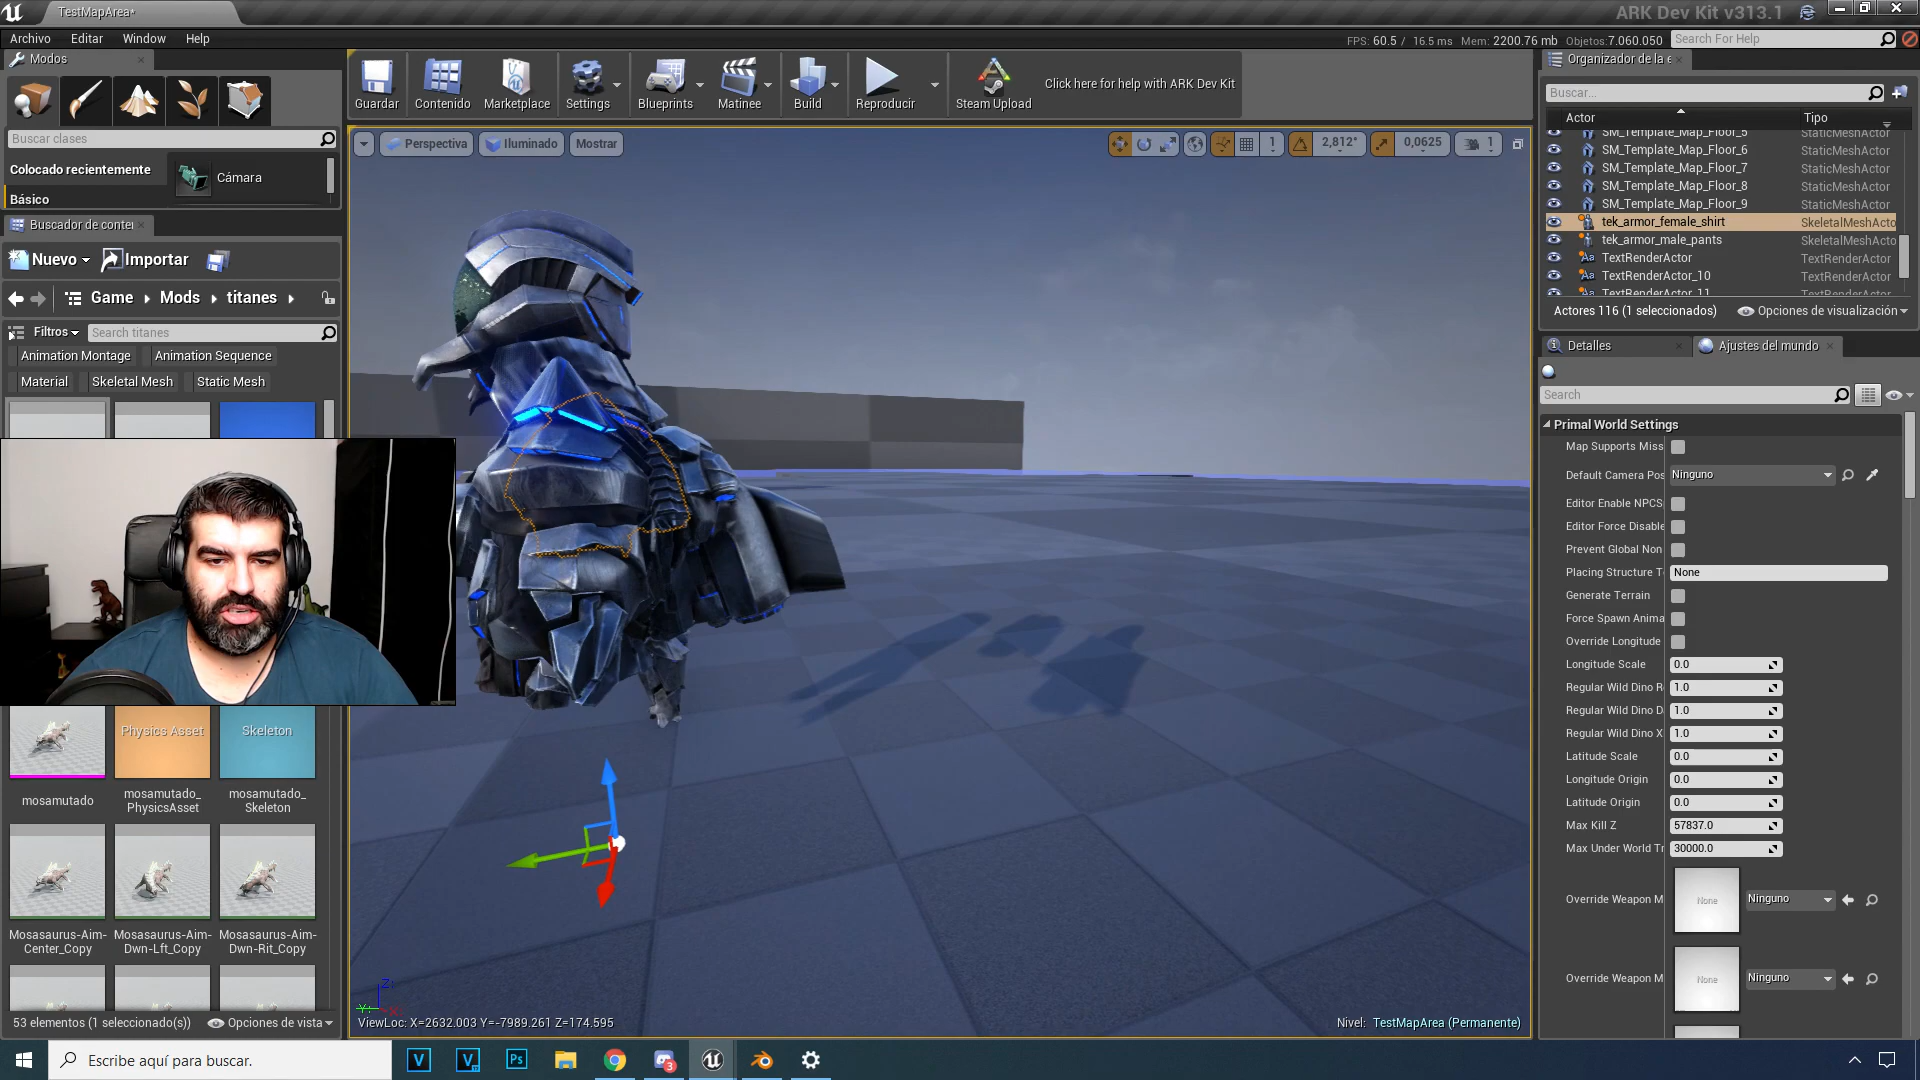 TestMapArea*
ARK Dev Kit v313.1
Archivo
Editar
Window
Help
FPS: 60.5 / 16.5 ms
Mem: 2200.76 mb
Objetos:7.060.050
Search For Help
Modos
Buscar clases
Colocado recientemente
Básico
Cámara
Guardar
Contenido
Marketplace
Settings
Blueprints
Matinee
Build
Reproducir
Steam Upload
Click here for help with ARK Dev Kit
Perspectiva
Iluminado
Mostrar
1
2,812°
0,0625
1
Buscador de conter
Nuevo
Importar
Game
Mods
titanes
Filtros
Search titanes
Animation Montage
Animation Sequence
Material
Skeletal Mesh
Static Mesh
Physics Asset
Skeleton
mosamutado
mosamutado_
PhysicsAsset
mosamutado_
Skeleton
Mosasaurus-Aim-
Center_Copy
Mosasaurus-Aim-
Dwn-Lft_Copy
Mosasaurus-Aim-
Dwn-Rit_Copy
53 elementos (1 seleccionado(s))
Opciones de vista
ViewLoc: X=2632.003 Y=-7989.261 Z=174.595
Nivel: TestMapArea (Permanente)
Organizador de la e
Buscar...
Actor
Tipo
SM_Template_Map_Floor_5 StaticMeshActor
SM_Template_Map_Floor_6 StaticMeshActor
SM_Template_Map_Floor_7 StaticMeshActor
SM_Template_Map_Floor_8 StaticMeshActor
SM_Template_Map_Floor_9 StaticMeshActor
tek_armor_female_shirt SkeletalMeshActo
tek_armor_male_pants SkeletalMeshActo
TextRenderActor TextRenderActor
TextRenderActor_10 TextRenderActor
TextRenderActor_11 TextRenderActor
Actores 116 (1 seleccionados)
Opciones de visualización
Detalles
Ajustes del mundo
Search
Primal World Settings
Map Supports Miss
Default Camera Pos Ninguno
Editor Enable NPCS
Editor Force Disable
Prevent Global Non
Placing Structure T None
Generate Terrain
Force Spawn Anima
Override Longitude
Longitude Scale 0.0
Regular Wild Dino R 1.0
Regular Wild Dino D 1.0
Regular Wild Dino X 1.0
Latitude Scale 0.0
Longitude Origin 0.0
Latitude Origin 0.0
Max Kill Z 57837.0
Max Under World Tr 30000.0
Override Weapon M None Ninguno
Override Weapon M None Ninguno
Escribe aquí para buscar.
V
V
Ps
3